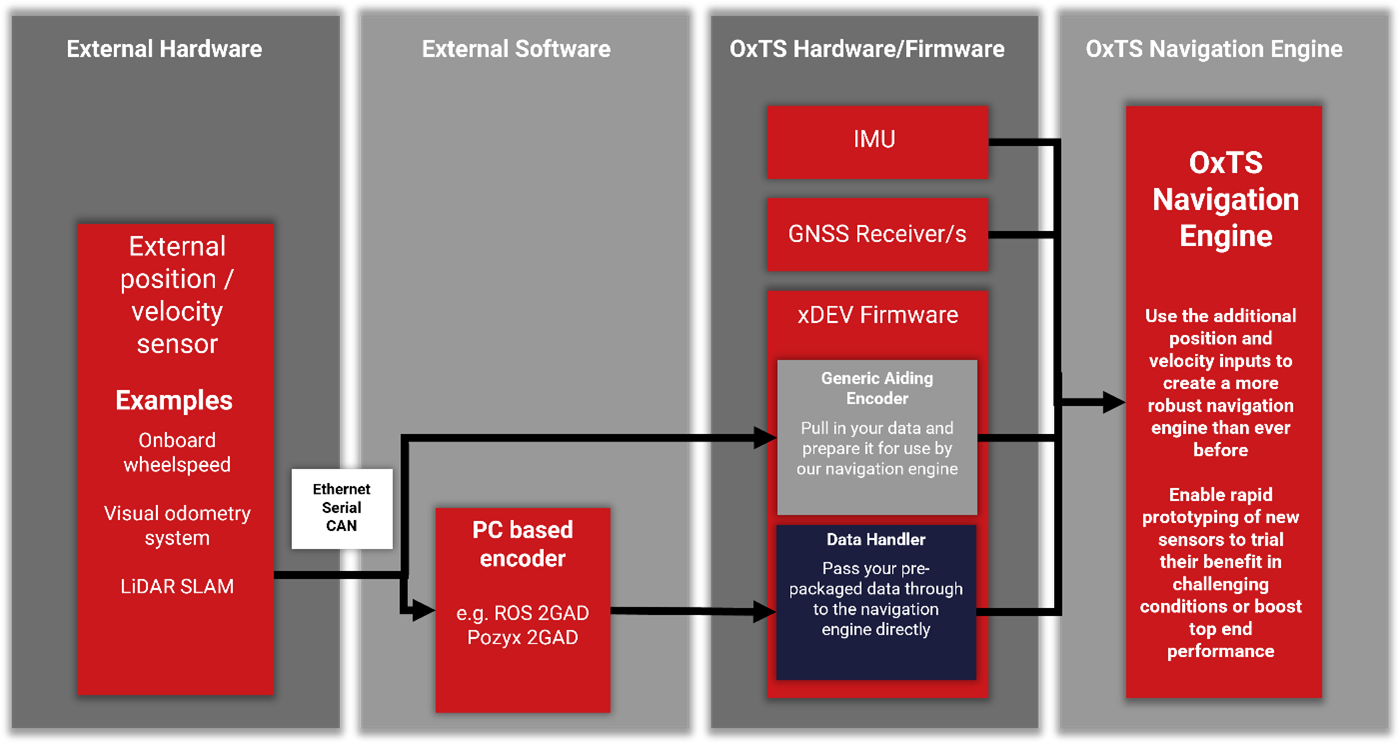 External Hardware
External Software
OxTS Hardware/Firmware
OxTS Navigation Engine
External
position /
velocity
sensor
Examples
Onboard
wheelspeed
Visual odometry
system
LiDAR SLAM
Ethernet
Serial
CAN
PC based
encoder
e.g. ROS 2GAD
Pozyx 2GAD
IMU
GNSS Receiver/s
xDEV Firmware
Generic Aiding
Encoder
Pull in your data and
prepare it for use by
our navigation engine
Data Handler
Pass your pre-
packaged data through
to the navigation
engine directly
OxTS
Navigation
Engine
Use the additional
position and
velocity inputs to
create a more
robust navigation
engine than ever
before
Enable rapid
prototyping of new
sensors to trial
their benefit in
challenging
conditions or boost
top end
performance